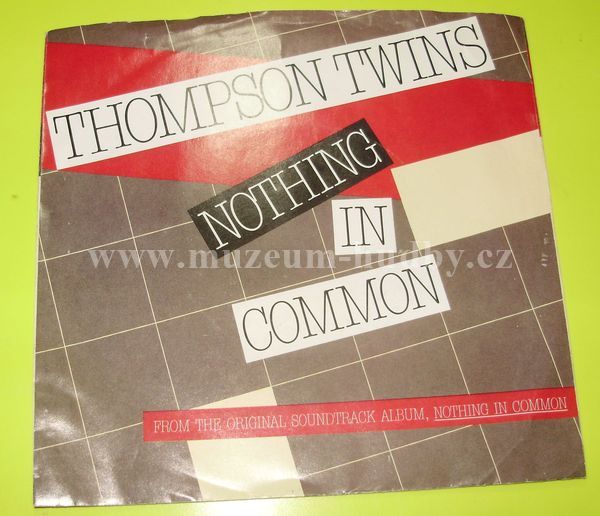 THOMPSON TWINS
NOTHING
IN
www.muzeum-hudby.cz
COMMON
FROM THE ORIGINAL SOUNDTRACK ALBUM, NOTHING IN COMMON